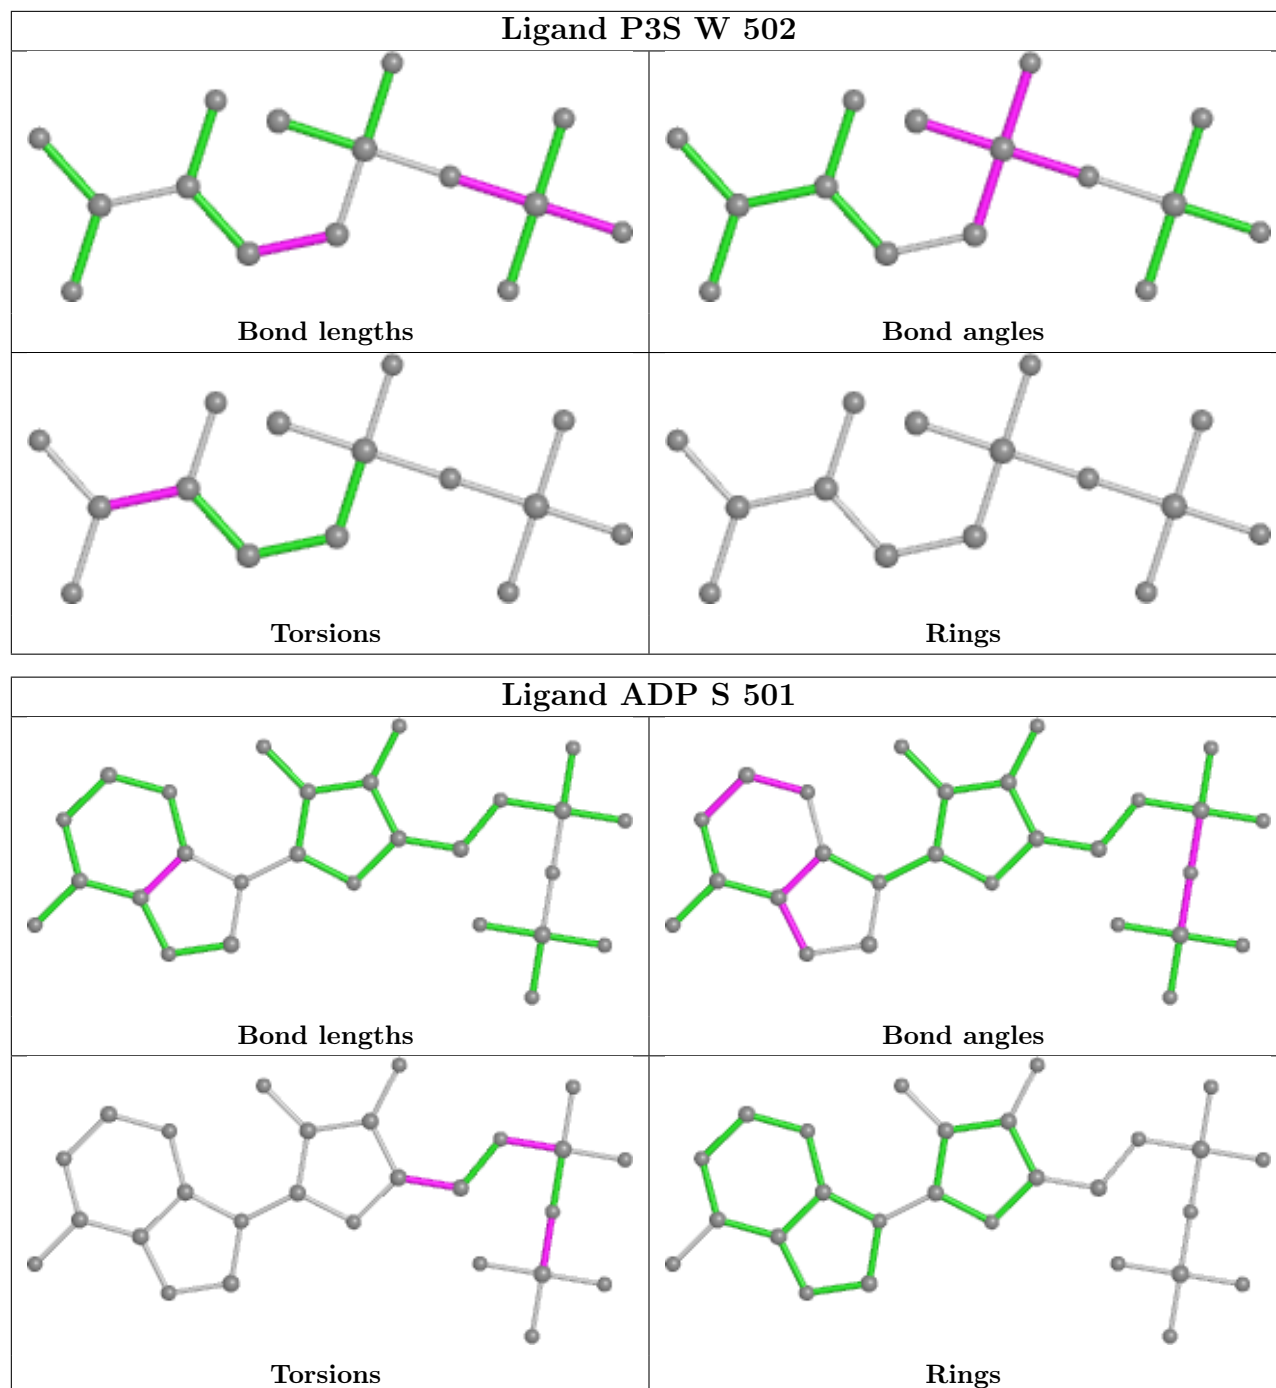 Ligand P3S W 502
Bond lengths
Bond angles
Torsions
Rings
Ligand ADP S 501
Bond lengths
Bond angles
Torsions
Rings